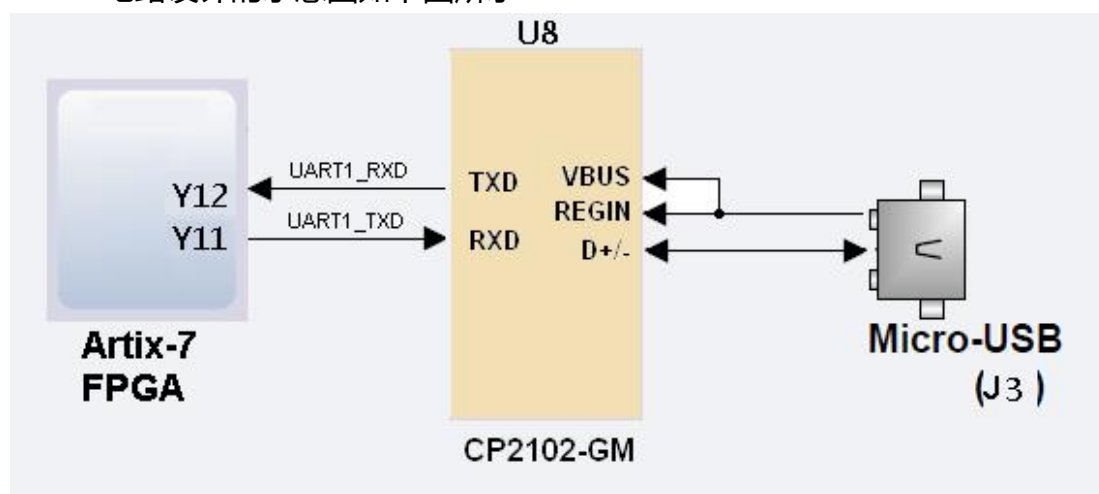 U8
UART1_RXD
TXD
VBUS
Y12
REGIN
UART1_TXD
Y11
RXD
D+/-
Artix-7
FPGA
Micro-USB
(J3)
CP2102-GM